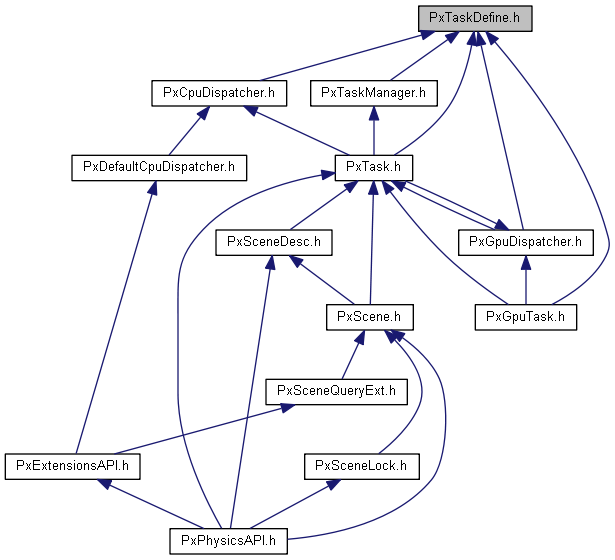 PxTaskDefine.h
PxCpuDispatcher.h
PxTaskManager.h
PxDefaultCpuDispatcher.h
PxTask.h
PxSceneDesc.h
PxGpuDispatcher.h
PxScene.h
PxGpuTask.h
PxSceneQueryExt.h
PxExtensionsAPI.h
PxSceneLock.h
PxPhysicsAPI.h